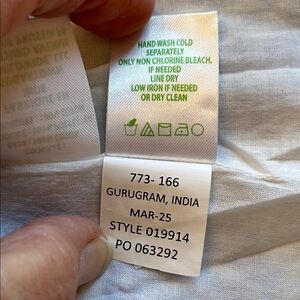 HAND WASH COLD
SEPARATELY
ONLY NON CHLORINE BLEACH,
IF NEEDED
LINE DRY
LOW IRON IF NEEDED
OR DRY CLEAN
773- 166
GURUGRAM, INDIA
MAR-25
STYLE 019914
PO 063292